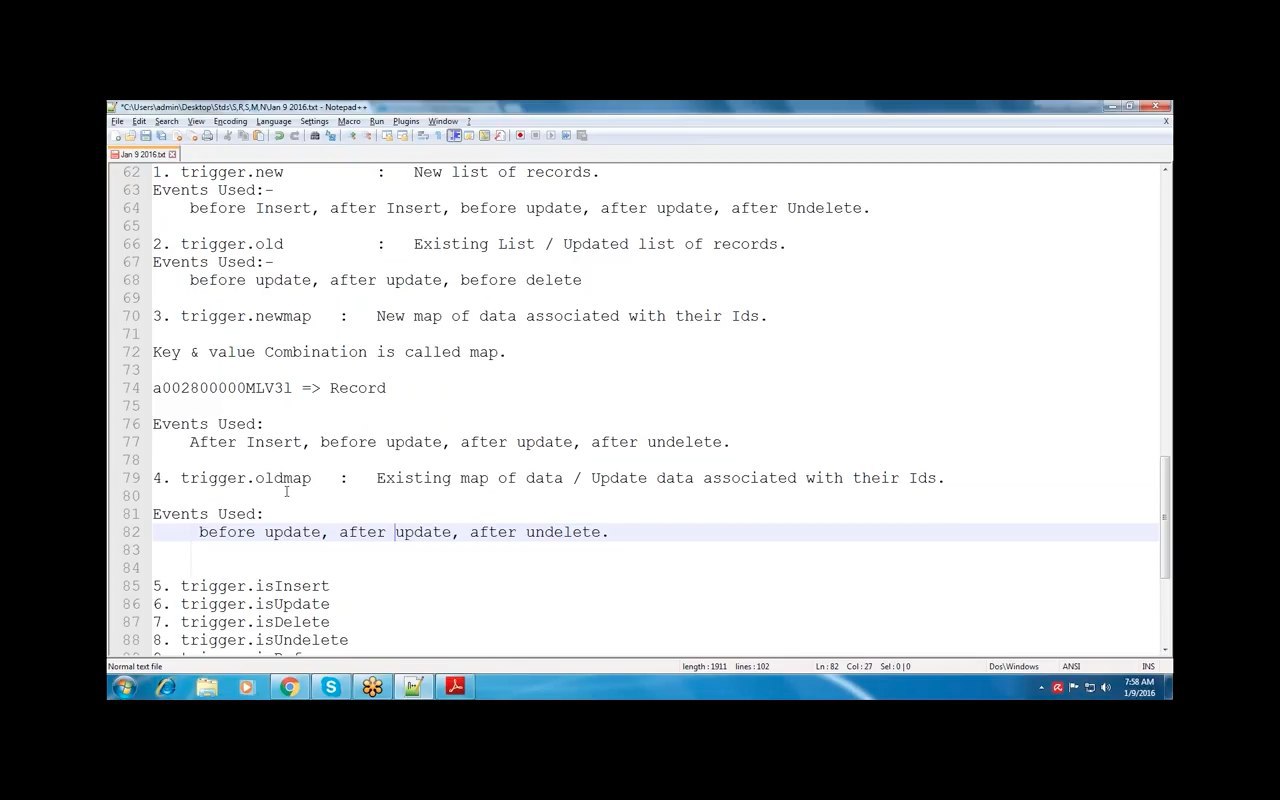 *C:\Users\admin\Desktop\Stds\S,R,S,M,N\Jan 9 2016.txt - Notepad++
File Edit Search View Encoding Language Settings Macro Run Plugins Window ? X
Jan 9 2016.txt
62 1. trigger.new : New list of records.
63 Events Used:-
64 before Insert, after Insert, before update, after update, after Undelete.
65
66 2. trigger.old : Existing List / Updated list of records.
67 Events Used:-
68 before update, after update, before delete
69
70 3. trigger.newmap : New map of data associated with their Ids.
71
72 Key & value Combination is called map.
73
74 a002800000MLV3l => Record
75
76 Events Used:
77 After Insert, before update, after update, after undelete.
78
79 4. trigger.oldmap : Existing map of data / Update data associated with their Ids.
80
81 Events Used:
82 before update, after update, after undelete.
83
84
85 5. trigger.isInsert
86 6. trigger.isUpdate
87 7. trigger.isDelete
88 8. trigger.isUndelete
Normal text file length : 1911 lines : 102 Ln : 82 Col : 27 Sel : 0 | 0 Dos\Windows ANSI INS
7:58 AM
1/9/2016